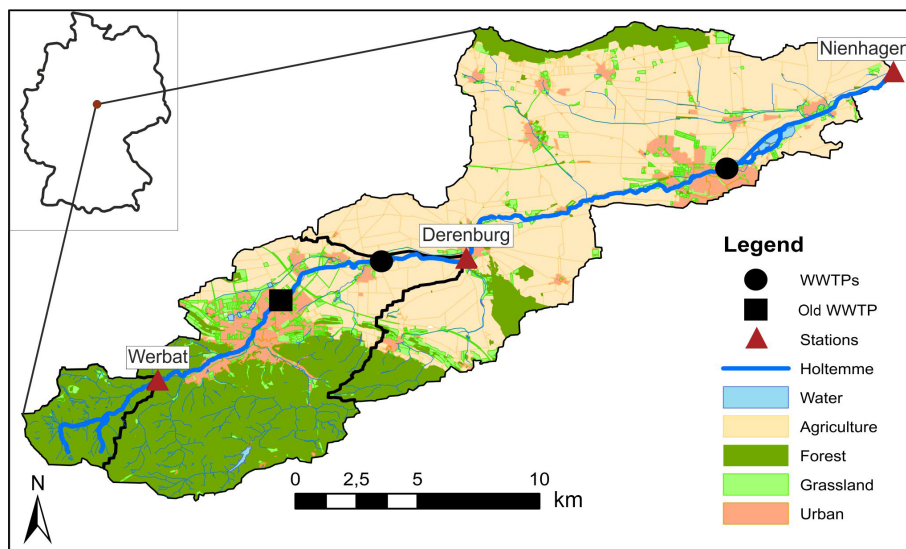 Nienhagen
Derenburg
Werbat
Legend
WWTPs
Old WWTP
Stations
Holtemme
Water
Agriculture
Forest
Grassland
Urban
N
0 2,5 5 10
km